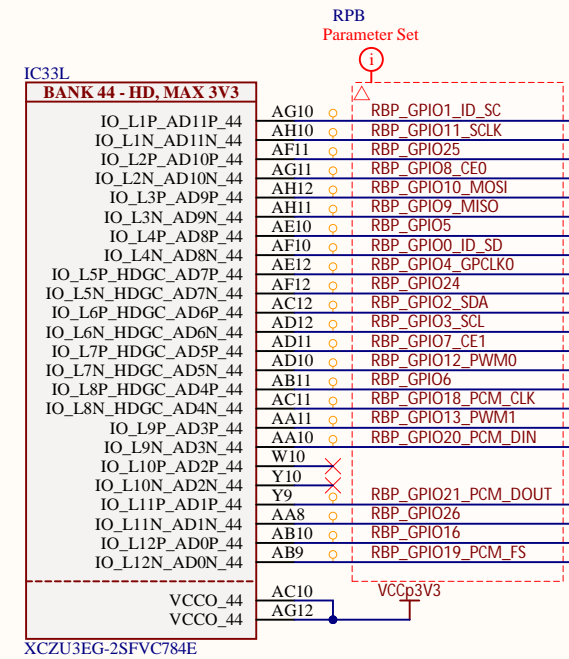 RPB
Parameter Set
i
IC33L
BANK 44 - HD, MAX 3V3
IO_L1P_AD11P_44 AG10 RBP_GPIO1_ID_SC
IO_L1N_AD11N_44 AH10 RBP_GPIO11_SCLK
IO_L2P_AD10P_44 AF11 RBP_GPIO25
IO_L2N_AD10N_44 AG11 RBP_GPIO8_CE0
IO_L3P_AD9P_44 AH12 RBP_GPIO10_MOSI
IO_L3N_AD9N_44 AH11 RBP_GPIO9_MISO
IO_L4P_AD8P_44 AE10 RBP_GPIO5
IO_L4N_AD8N_44 AF10 RBP_GPIO0_ID_SD
IO_L5P_HDGC_AD7P_44 AE12 RBP_GPIO4_GPCLK0
IO_L5N_HDGC_AD7N_44 AF12 RBP_GPIO24
IO_L6P_HDGC_AD6P_44 AC12 RBP_GPIO2_SDA
IO_L6N_HDGC_AD6N_44 AD12 RBP_GPIO3_SCL
IO_L7P_HDGC_AD5P_44 AD11 RBP_GPIO7_CE1
IO_L7N_HDGC_AD5N_44 AD10 RBP_GPIO12_PWM0
IO_L8P_HDGC_AD4P_44 AB11 RBP_GPIO6
IO_L8N_HDGC_AD4N_44 AC11 RBP_GPIO18_PCM_CLK
IO_L9P_AD3P_44 AA11 RBP_GPIO13_PWM1
IO_L9N_AD3N_44 AA10 RBP_GPIO20_PCM_DIN
IO_L10P_AD2P_44 W10
IO_L10N_AD2N_44 Y10
IO_L11P_AD1P_44 Y9 RBP_GPIO21_PCM_DOUT
IO_L11N_AD1N_44 AA8 RBP_GPIO26
IO_L12P_AD0P_44 AB10 RBP_GPIO16
IO_L12N_AD0N_44 AB9 RBP_GPIO19_PCM_FS
VCCO_44 AC10 VCCp3V3
VCCO_44 AG12
XCZU3EG-2SFVC784E